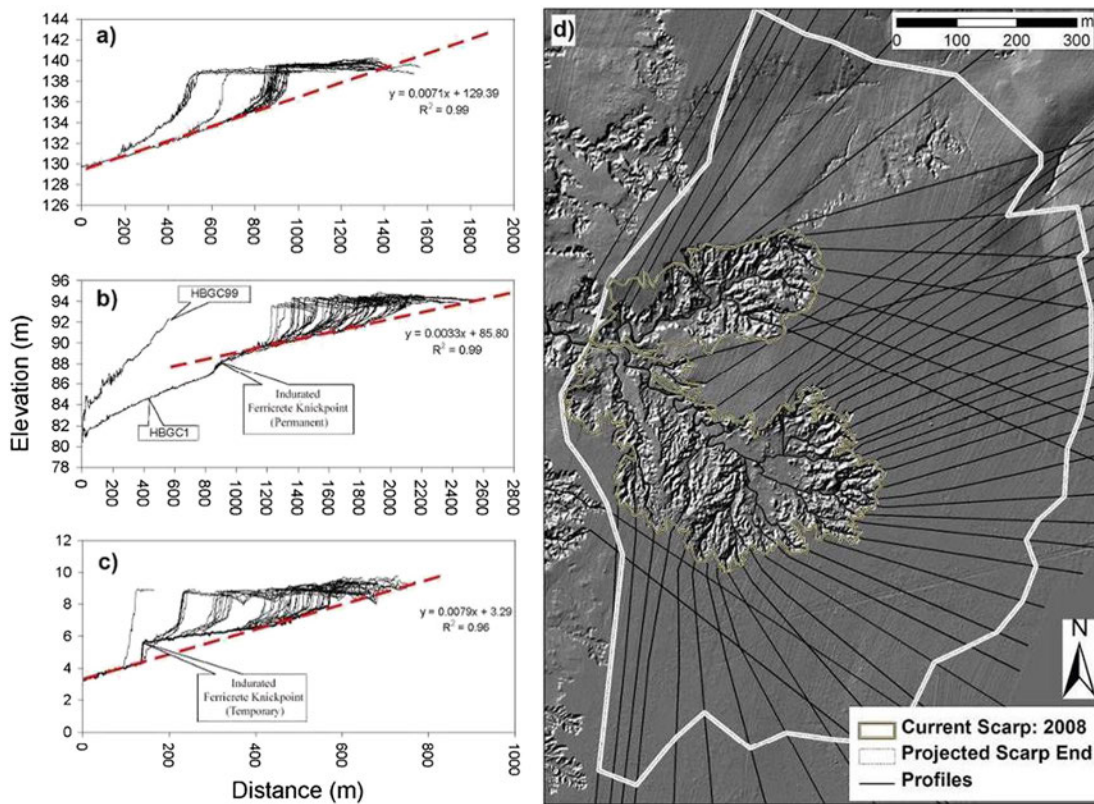 a)
144
142
140
138
136
134
132
130
128
126
y = 0.0071x + 129.39
R² = 0.99
0
200
400
600
800
1000
1200
1400
1600
1800
2000
b)
96
94
92
90
88
86
84
82
80
78
HBGC99
HBGC1
Indurated
Ferricrete Knickpoint
(Permanent)
y = 0.0033x + 85.80
R² = 0.99
0
200
400
600
800
1000
1200
1400
1600
1800
2000
2200
2400
2600
2800
c)
12
10
8
6
4
2
0
Indurated
Ferricrete Knickpoint
(Temporary)
y = 0.0079x + 3.29
R² = 0.96
0
200
400
600
800
1000
Elevation (m)
Distance (m)
d)
m
0 100 200 300
N
Current Scarp: 2008
Projected Scarp End
Profiles